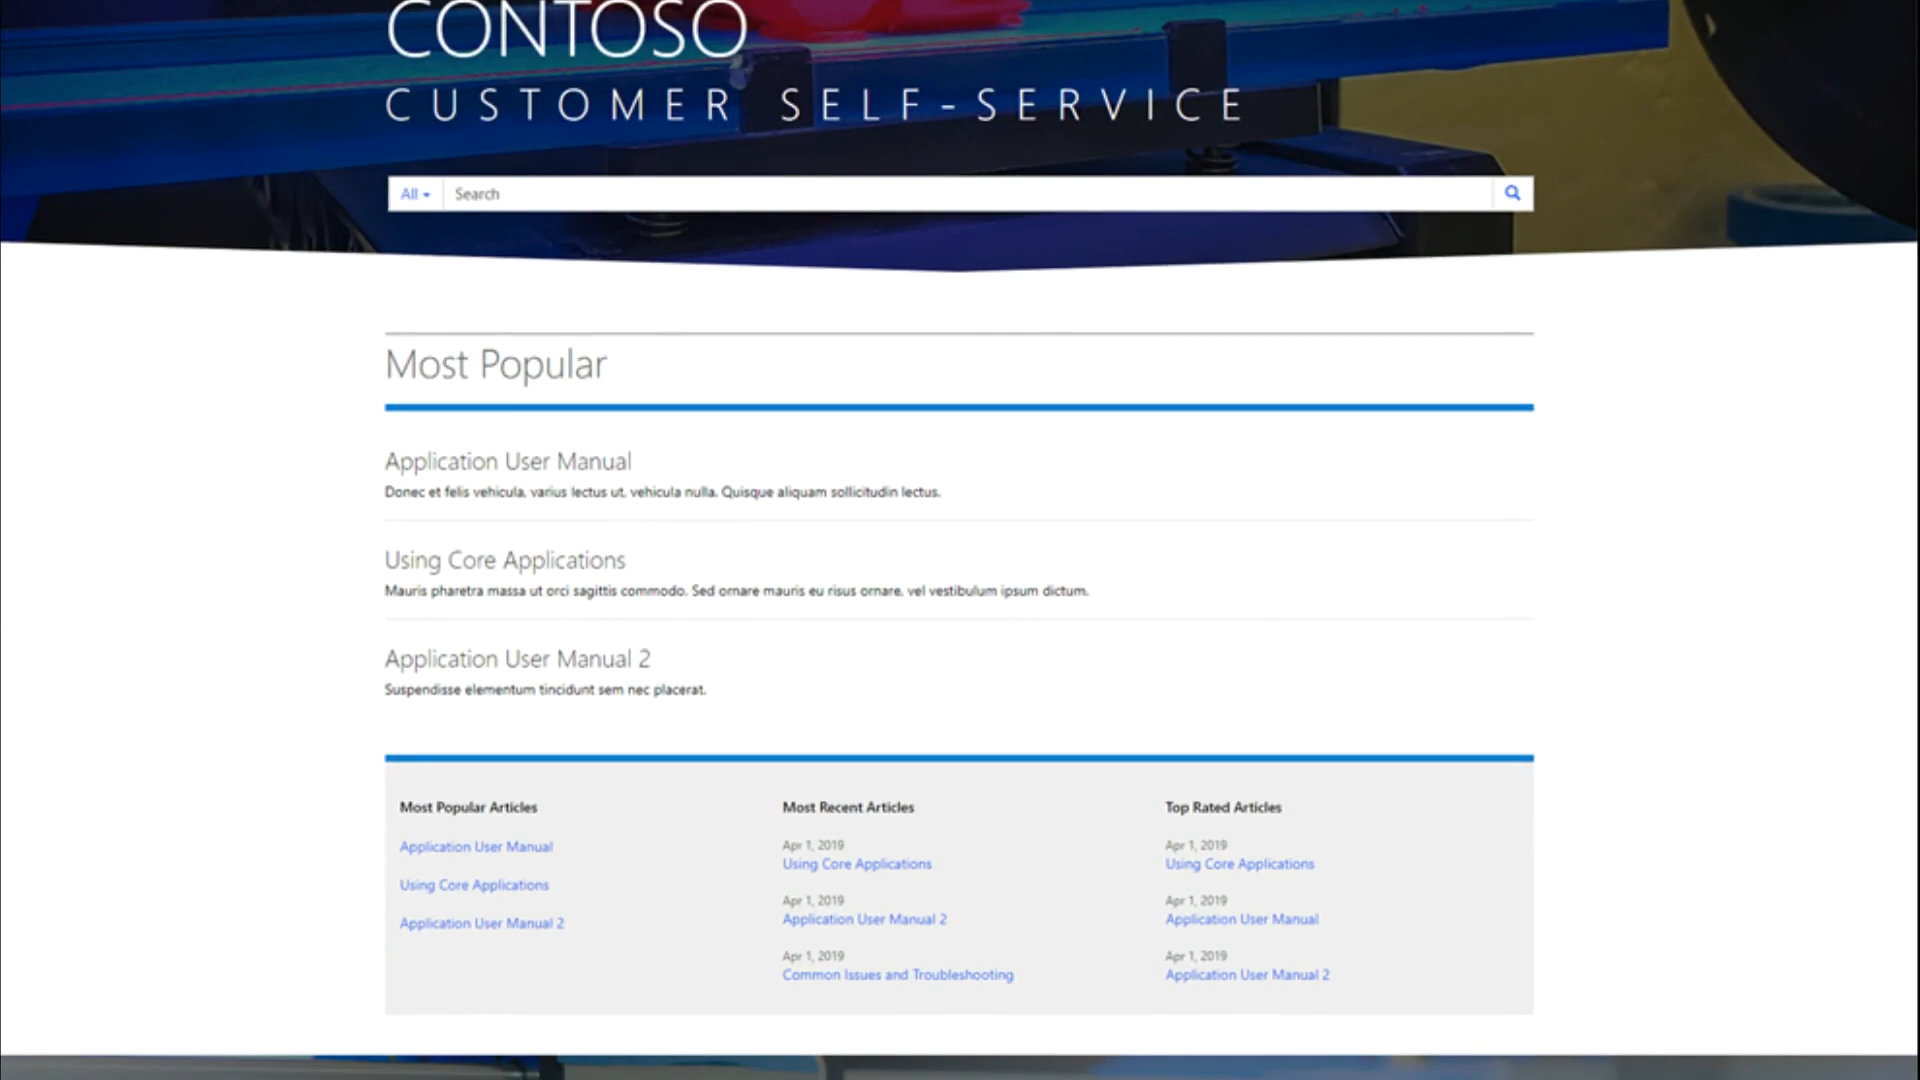 CONTOSO
CUSTOMER SELF-SERVICE
All Search
Most Popular
Application User Manual
Donec et felis vehicula, varius lectus ut, vehicula nulla. Quisque aliquam sollicitudin lectus.
Using Core Applications
Mauris pharetra massa ut orci sagittis commodo. Sed ornare mauris eu risus ornare, vel vestibulum ipsum dictum.
Application User Manual 2
Suspendisse elementum tincidunt sem nec placerat.
Most Popular Articles
Application User Manual
Using Core Applications
Application User Manual 2
Most Recent Articles
Apr 1, 2019
Using Core Applications
Apr 1, 2019
Application User Manual 2
Apr 1, 2019
Common Issues and Troubleshooting
Top Rated Articles
Apr 1, 2019
Using Core Applications
Apr 1, 2019
Application User Manual
Apr 1, 2019
Application User Manual 2